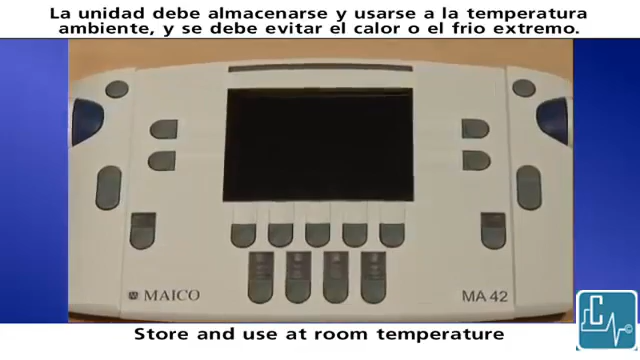 La unidad debe almacenarse y usarse a la temperatura
ambiente, y se debe evitar el calor o el frio extremo.
MAICO
MA 42
Store and use at room temperature
C
©